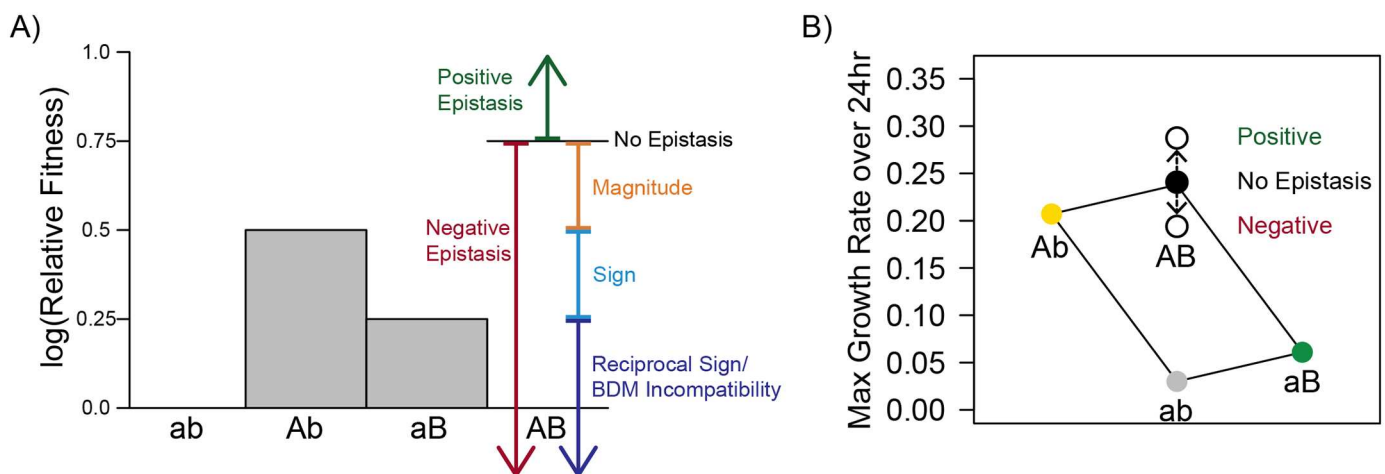 A)
log(Relative Fitness)
1.0
0.75
0.5
0.25
0.0
ab
Ab
aB
AB
Positive
Epistasis
No Epistasis
Magnitude
Negative
Epistasis
Sign
Reciprocal Sign/
BDM Incompatibility
B)
Max Growth Rate over 24hr
0.35
0.30
0.25
0.20
0.15
0.10
0.05
0.00
Positive
No Epistasis
Negative
Ab
AB
aB
ab